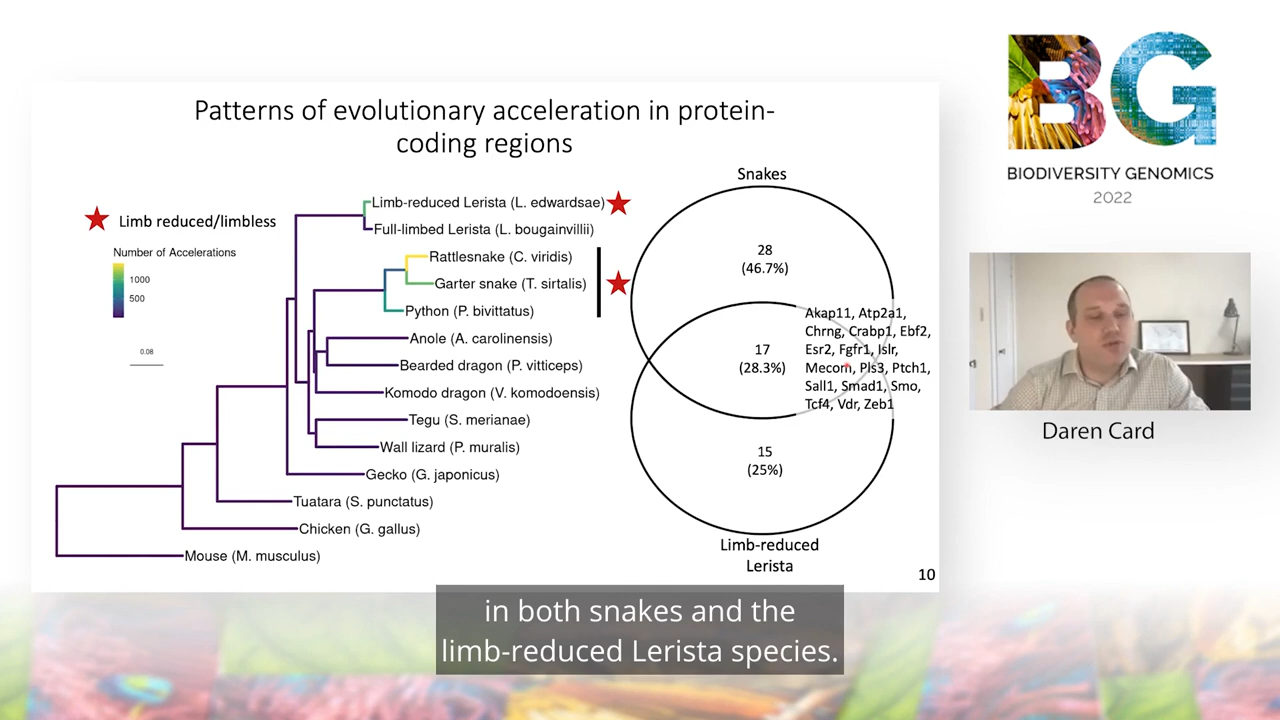 Patterns of evolutionary acceleration in protein-
coding regions
Limb reduced/limbless
Number of Accelerations
1000
500
0.08
Limb-reduced Lerista (L. edwardsae)
Full-limbed Lerista (L. bougainvillii)
Rattlesnake (C. viridis)
Garter snake (T. sirtalis)
Python (P. bivittatus)
Anole (A. carolinensis)
Bearded dragon (P. vitticeps)
Komodo dragon (V. komodoensis)
Tegu (S. merianae)
Wall lizard (P. muralis)
Gecko (G. japonicus)
Tuatara (S. punctatus)
Chicken (G. gallus)
Mouse (M. musculus)
Snakes
28
(46.7%)
17
(28.3%)
Akap11, Atp2a1,
Chrng, Crabp1, Ebf2,
Esr2, Fgfr1, Islr,
Mecom, Pls3, Ptch1,
Sall1, Smad1, Smo,
Tcf4, Vdr, Zeb1
15
(25%)
Limb-reduced
Lerista
10
BG
BIODIVERSITY GENOMICS
2022
Daren Card
in both snakes and the
limb-reduced Lerista species.